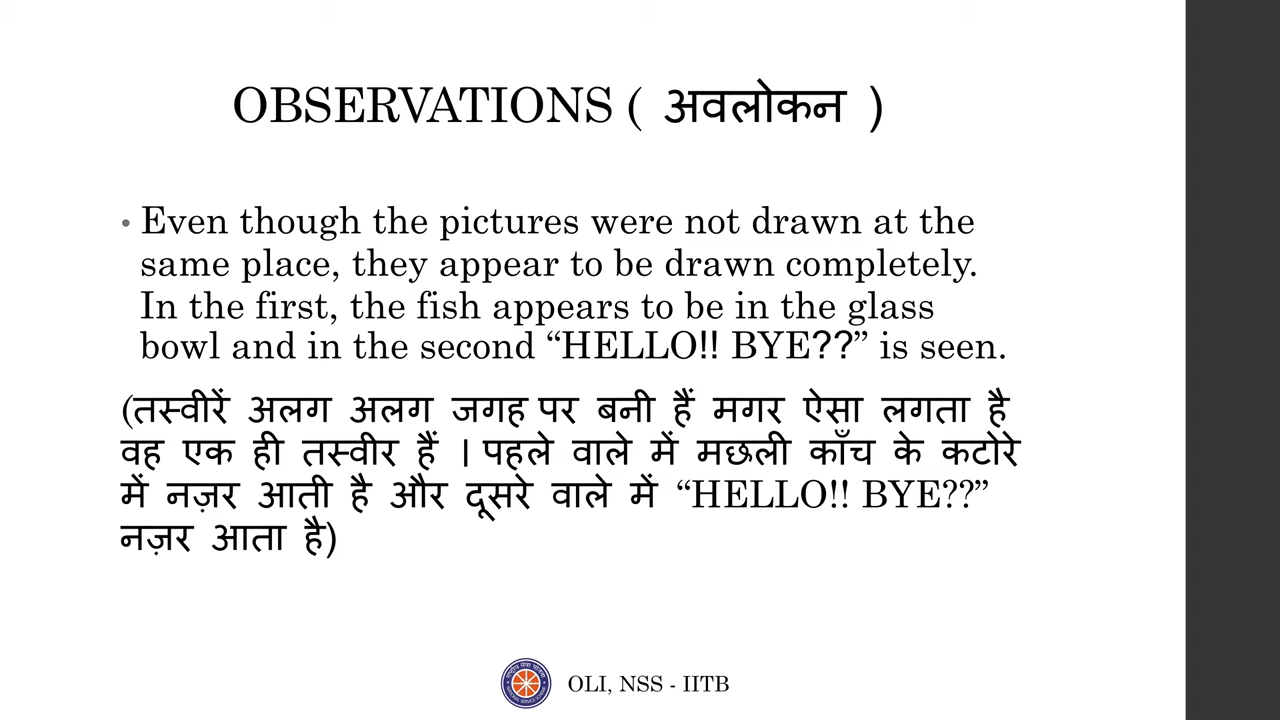 OBSERVATIONS ( अवलोकन )
• Even though the pictures were not drawn at the
same place, they appear to be drawn completely.
In the first, the fish appears to be in the glass
bowl and in the second “HELLO!! BYE??” is seen.
(तस्वीरें अलग अलग जगह पर बनी हैं मगर ऐसा लगता है
वह एक ही तस्वीर हैं । पहले वाले में मछली काँच के कटोरे
में नज़र आती है और दूसरे वाले में “HELLO!! BYE??”
नज़र आता है)
OLI, NSS - IITB